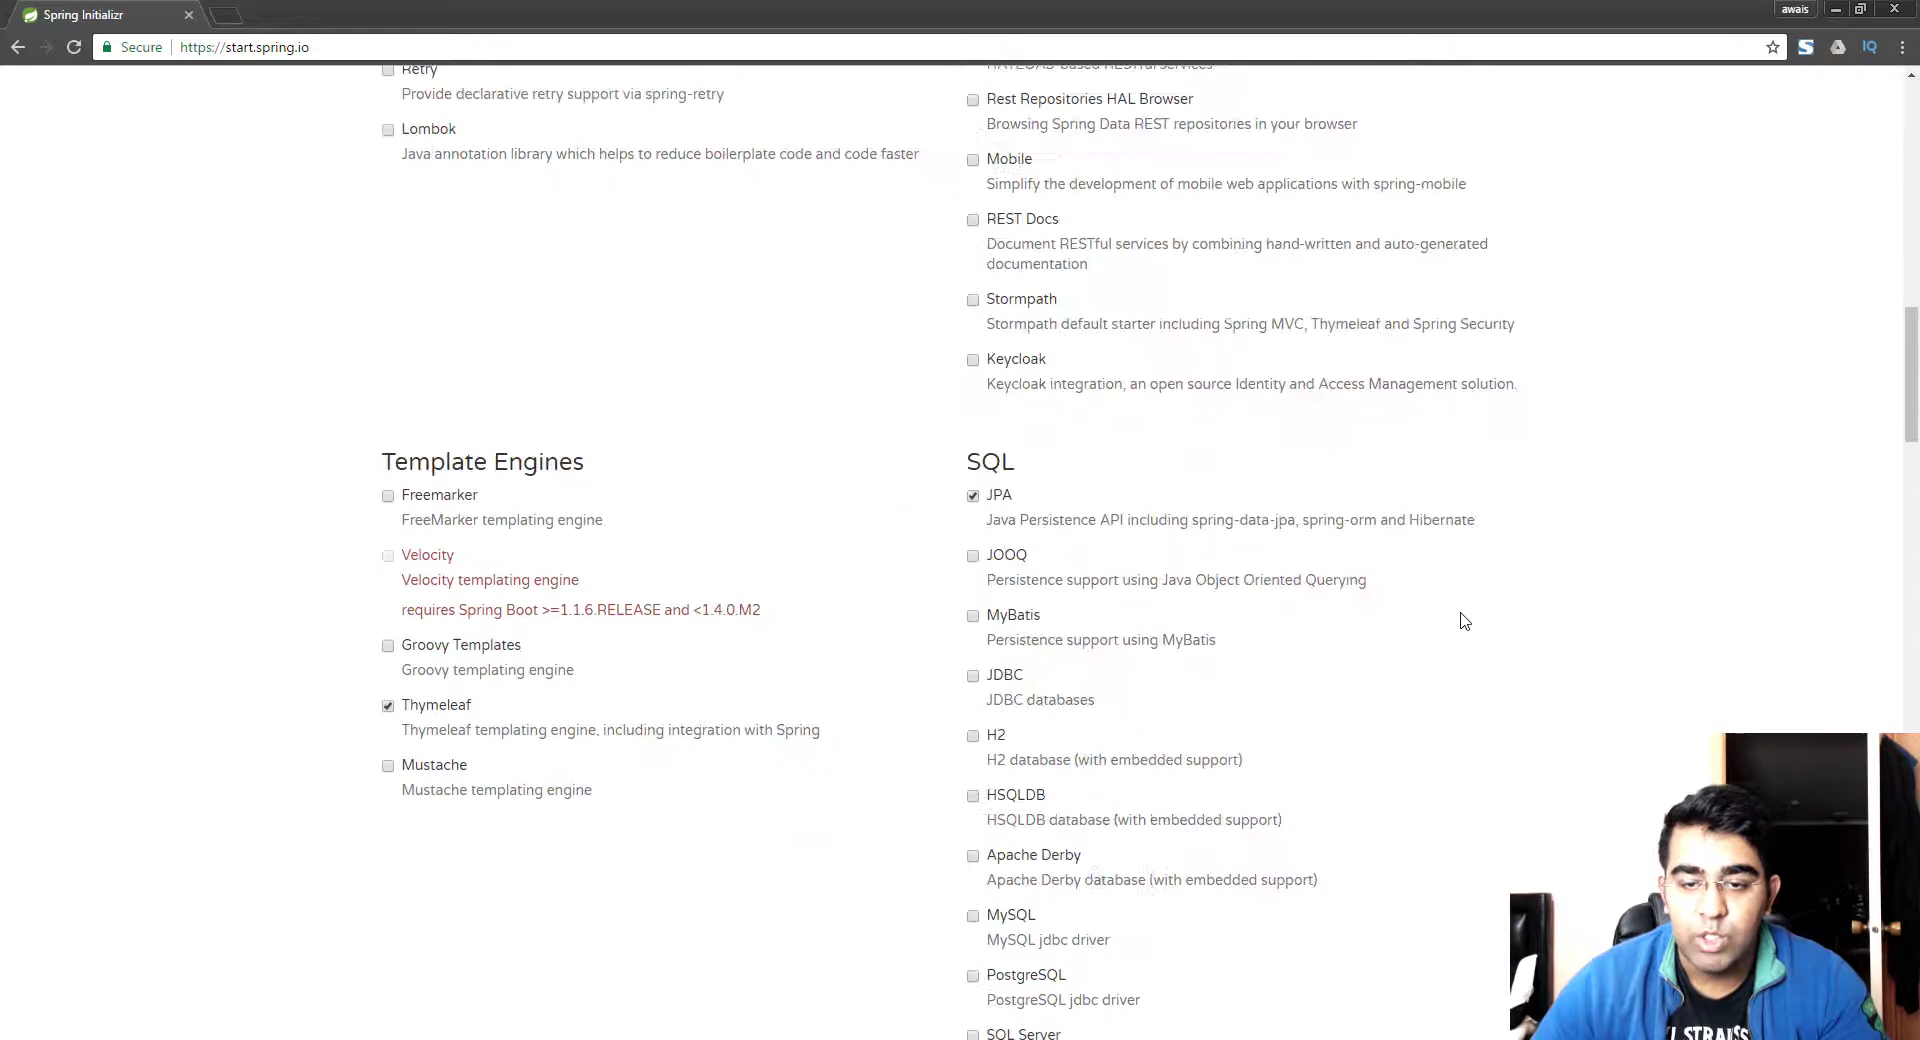 Spring Initializr
awais
Secure
https://start.spring.io
IQ
Retry
Provide declarative retry support via spring-retry
Lombok
Java annotation library which helps to reduce boilerplate code and code faster
HATEOAS-based RESTful services
Rest Repositories HAL Browser
Browsing Spring Data REST repositories in your browser
Mobile
Simplify the development of mobile web applications with spring-mobile
REST Docs
Document RESTful services by combining hand-written and auto-generated
documentation
Stormpath
Stormpath default starter including Spring MVC, Thymeleaf and Spring Security
Keycloak
Keycloak integration, an open source Identity and Access Management solution.
Template Engines
Freemarker
FreeMarker templating engine
Velocity
Velocity templating engine
requires Spring Boot >=1.1.6.RELEASE and <1.4.0.M2
Groovy Templates
Groovy templating engine
Thymeleaf
Thymeleaf templating engine, including integration with Spring
Mustache
Mustache templating engine
SQL
JPA
Java Persistence API including spring-data-jpa, spring-orm and Hibernate
JOOQ
Persistence support using Java Object Oriented Querying
MyBatis
Persistence support using MyBatis
JDBC
JDBC databases
H2
H2 database (with embedded support)
HSQLDB
HSQLDB database (with embedded support)
Apache Derby
Apache Derby database (with embedded support)
MySQL
MySQL jdbc driver
PostgreSQL
PostgreSQL jdbc driver
SQL Server